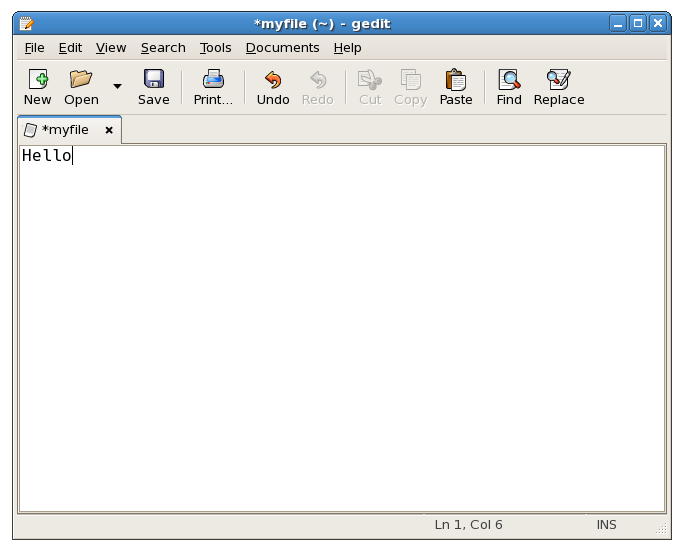 *myfile (~) - gedit
File Edit View Search Tools Documents Help
New Open Save Print... Undo Redo Cut Copy Paste Find Replace
*myfile
Hello
Ln 1, Col 6 INS